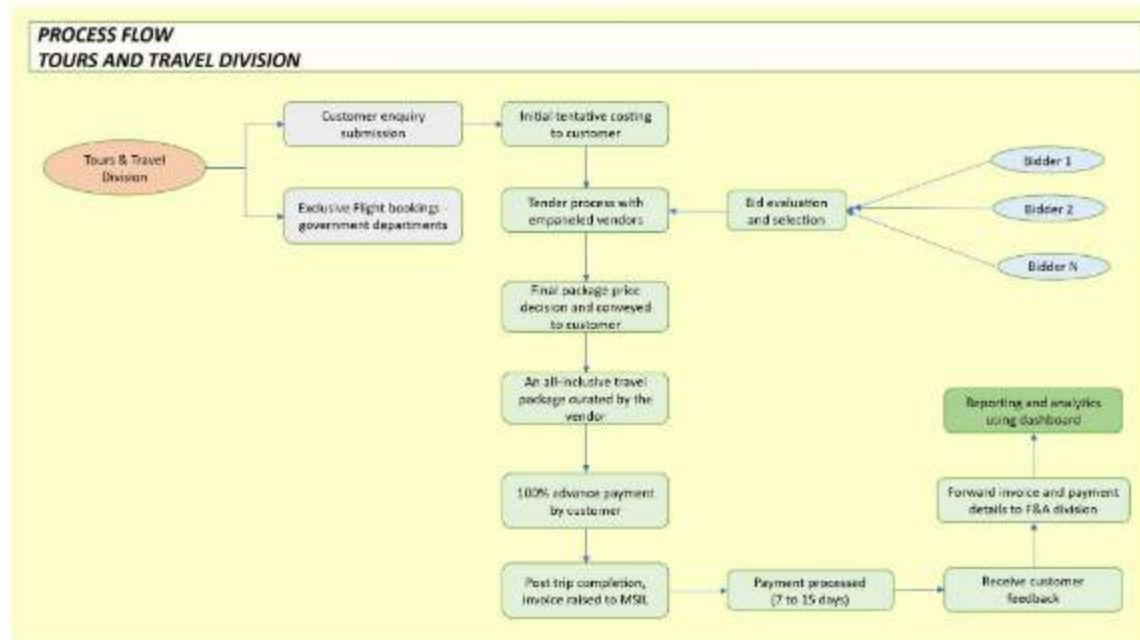 PROCESS FLOW
TOURS AND TRAVEL DIVISION
Tours & Travel
Division
Customer enquiry
submission
Exclusive Flight bookings -
government departments
Initial tentative costing
to customer
Tender process with
empaneled vendors
Bid evaluation
and selection
Bidder 1
Bidder 2
Bidder N
Final package price
decision and conveyed
to customer
An all-inclusive travel
package curated by the
vendor
100% advance payment
by customer
Post trip completion,
invoice raised to MSIL
Payment processed
(7 to 15 days)
Receive customer
feedback
Forward invoice and payment
details to F&A division
Reporting and analytics
using dashboard